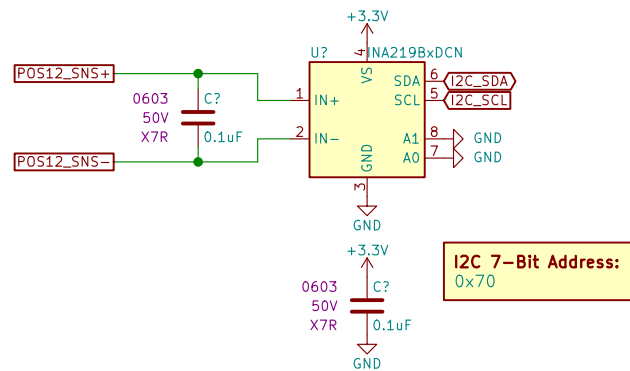 +3.3V
U?
INA219BxDCN
4
VS
POS12_SNS+
SDA
6
I2C_SDA
0603
C?
1
IN+
SCL
5
I2C_SCL
50V
X7R
0.1uF
2
IN-
A1
8
GND
POS12_SNS-
GND
A0
7
GND
3
GND
+3.3V
I2C 7-Bit Address:
0x70
0603
C?
50V
X7R
0.1uF
GND